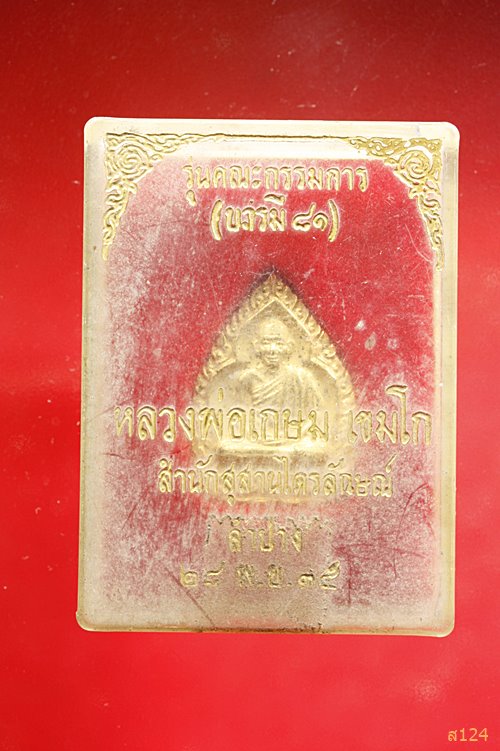 รุ่นคณะกรรมการ
(บารมี ๘๑)
หลวงพ่อเกษม เขมโก
สำนักสุสานไตรลักษณ์
ลำปาง
๒๘ พ.ย. ๓๕
ส124